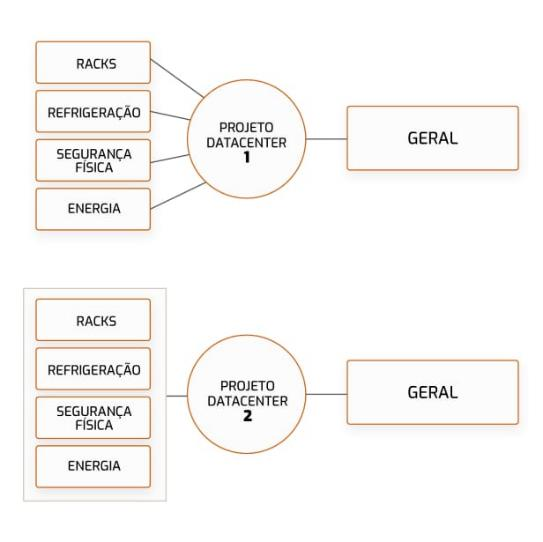 RACKS
REFRIGERAÇÃO
SEGURANÇA
FÍSICA
ENERGIA
PROJETO
DATACENTER
1
GERAL
RACKS
REFRIGERAÇÃO
SEGURANÇA
FÍSICA
ENERGIA
PROJETO
DATACENTER
2
GERAL